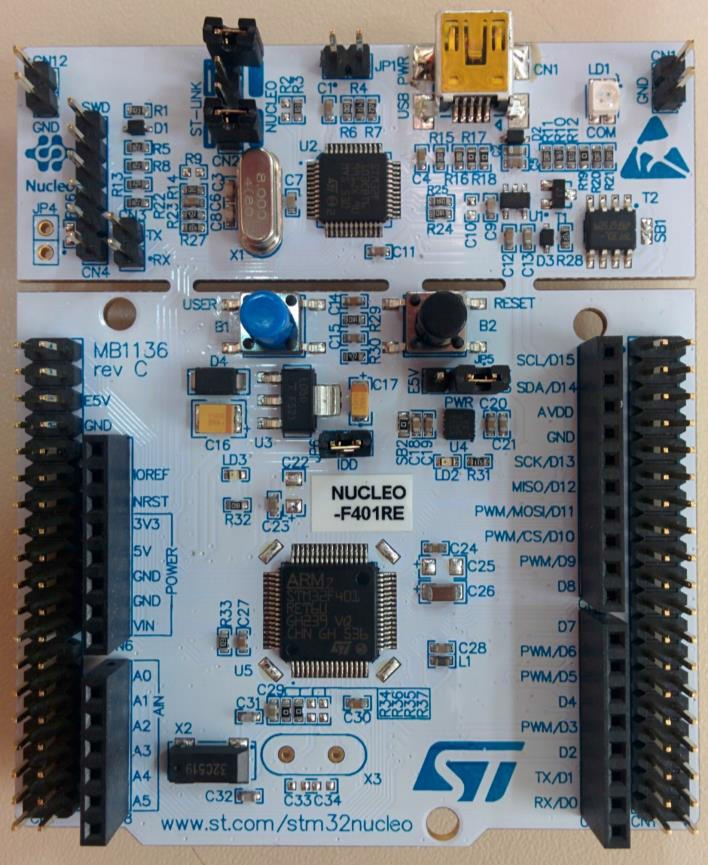 CN12
GND
SWD
ST-LINK
NUCLEO
CN2
JP1
USB PWR
CN1
LD1
COM
GND
R1
D1
R5
R8
R13
R14
R22
R23
R27
R9
C3
C6
C8
8.000
X1
U2
C7
C1
R4
R6
R7
R2
R3
R15
R17
C4
R16
R18
D2
R25
R24
C10
C9
U1
C11
C12
C13
D3
R28
R19
R20
R21
T2
SB1
Nucleo
JP4
TX
RX
CN4
USER
B1
RESET
B2
C14
R29
C15
R30
MB1136
rev C
E5V
GND
D4
C16
U3
C17
E5V
JP5
PWR
C20
C21
U4
SB2
C18
C19
LD2
R31
IDD
LD3
R32
C22
C23
NUCLEO
-F401RE
IOREF
NRST
3V3
5V
GND
GND
VIN
POWER
SCL/D15
SDA/D14
AVDD
GND
SCK/D13
MISO/D12
PWM/MOSI/D11
PWM/CS/D10
PWM/D9
D8
D7
PWM/D6
PWM/D5
D4
PWM/D3
D2
TX/D1
RX/D0
ARM
STM32F401
RET6U
GH239 VQ
CHN GH 536
ST
C24
C25
C26
C28
L1
R33
C27
U5
C29
C31
C30
R34
R36
R35
R37
A0
A1
A2
A3
A4
A5
AIN
X2
32C519
C32
X3
C33
C34
ST
www.st.com/stm32nucleo